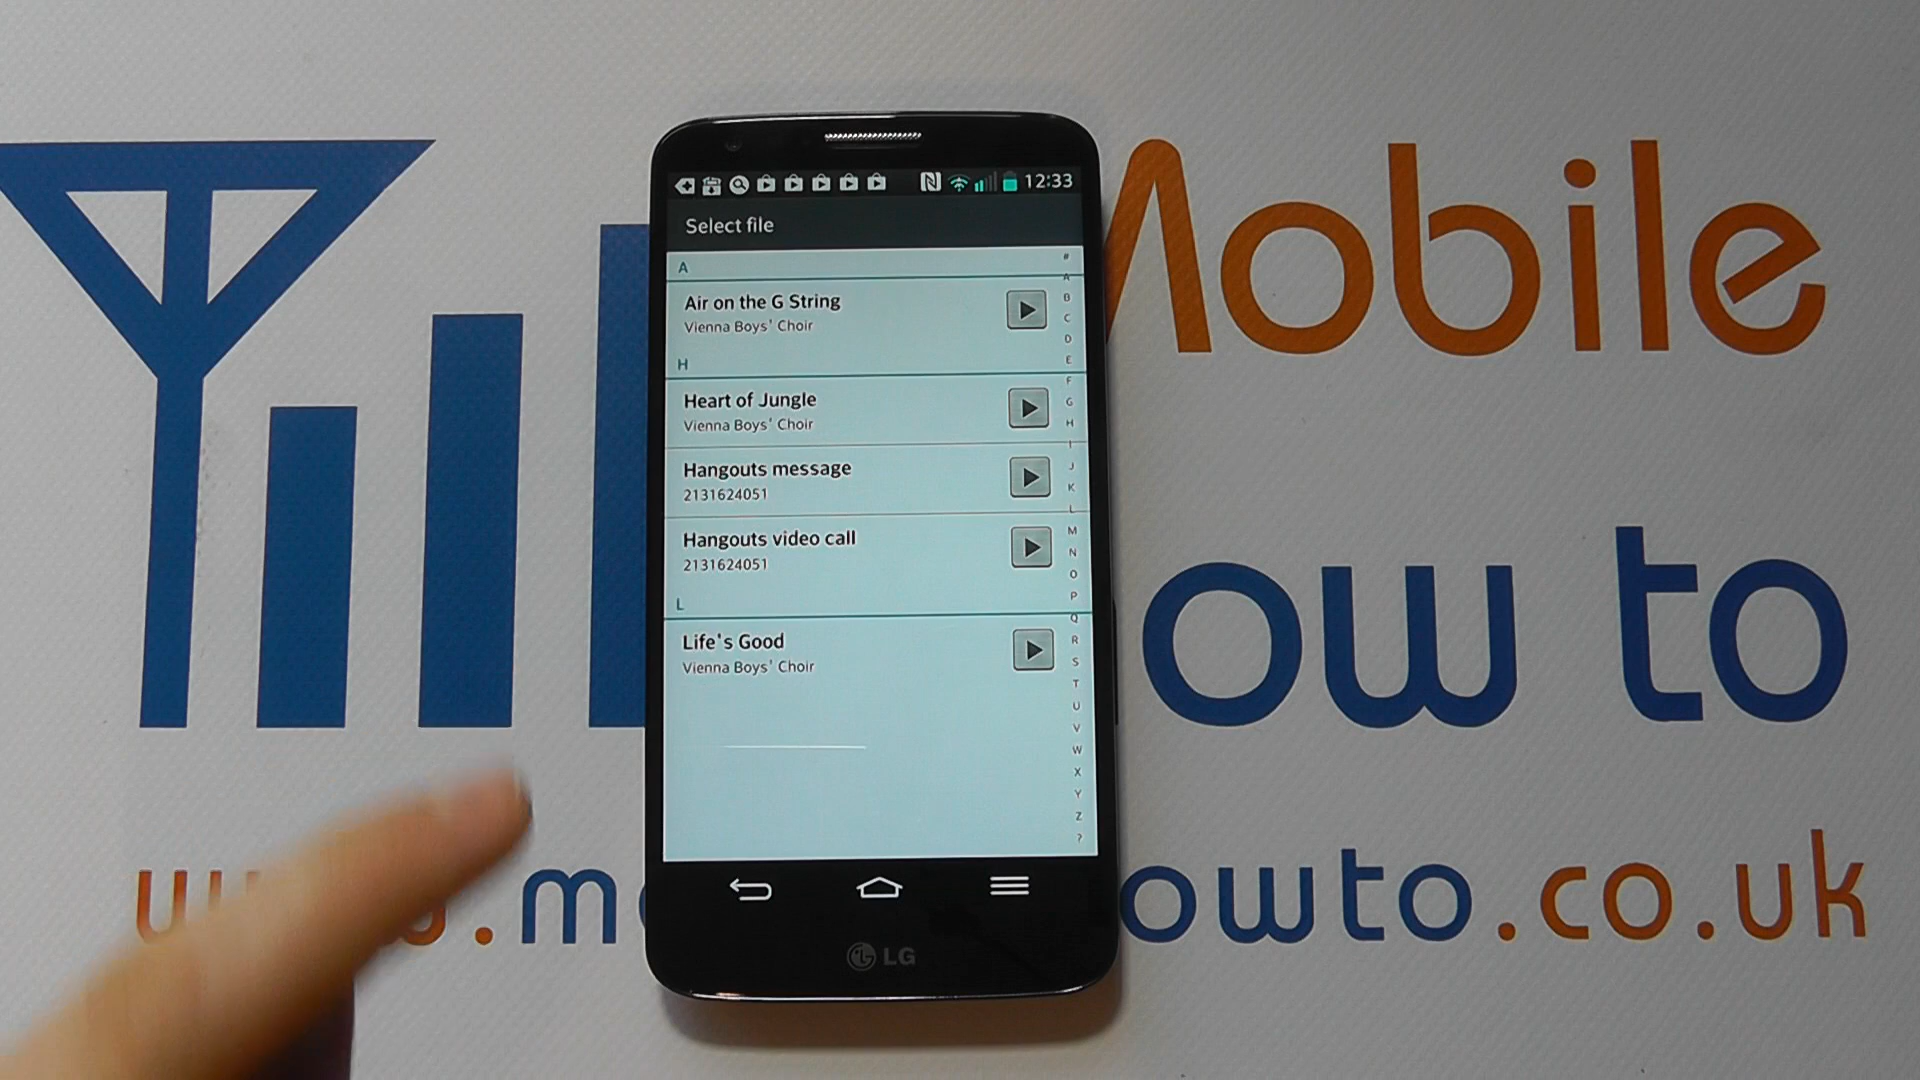 Mobile
ow to
.m owto.co.uk
12:33
Select file
A
Air on the G String
Vienna Boys' Choir
H
Heart of Jungle
Vienna Boys' Choir
Hangouts message
2131624051
Hangouts video call
2131624051
L
Life's Good
Vienna Boys' Choir
#
A
B
C
D
E
F
G
H
I
J
K
L
M
N
O
P
Q
R
S
T
U
V
W
X
Y
Z
?
LG